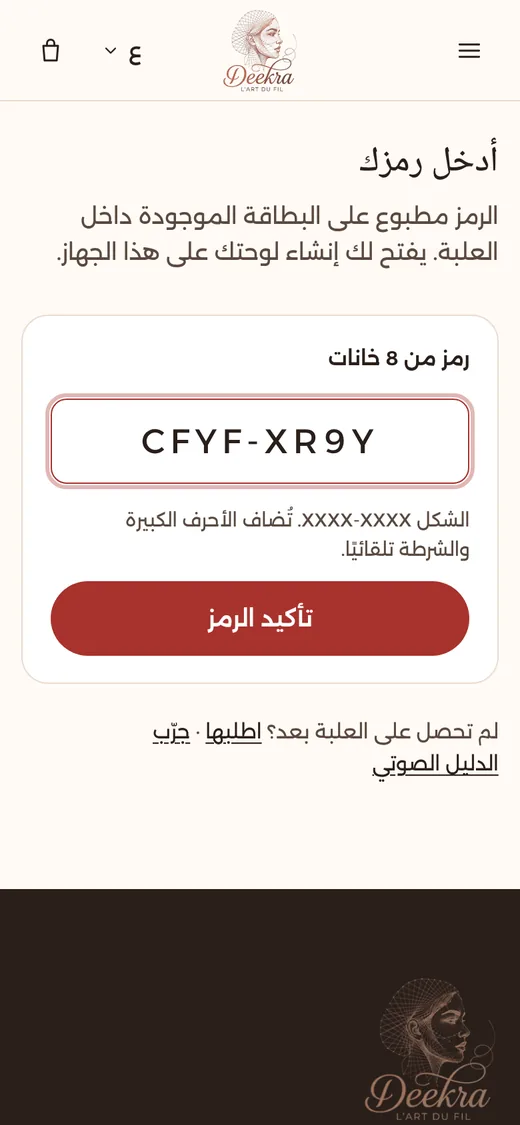 ع
Deekra
L'ART DU FIL
أدخل رمزك
الرمز مطبوع على البطاقة الموجودة داخل
العلبة. يفتح لك إنشاء لوحتك على هذا الجهاز.
رمز من 8 خانات
CFYF-XR9Y
الشكل XXXX-XXXX. تُضاف الأحرف الكبيرة
والشرطة تلقائيًا.
تأكيد الرمز
لم تحصل على العلبة بعد؟ اطلبها · جرّب
الدليل الصوتي
Deekra
L'ART DU FIL